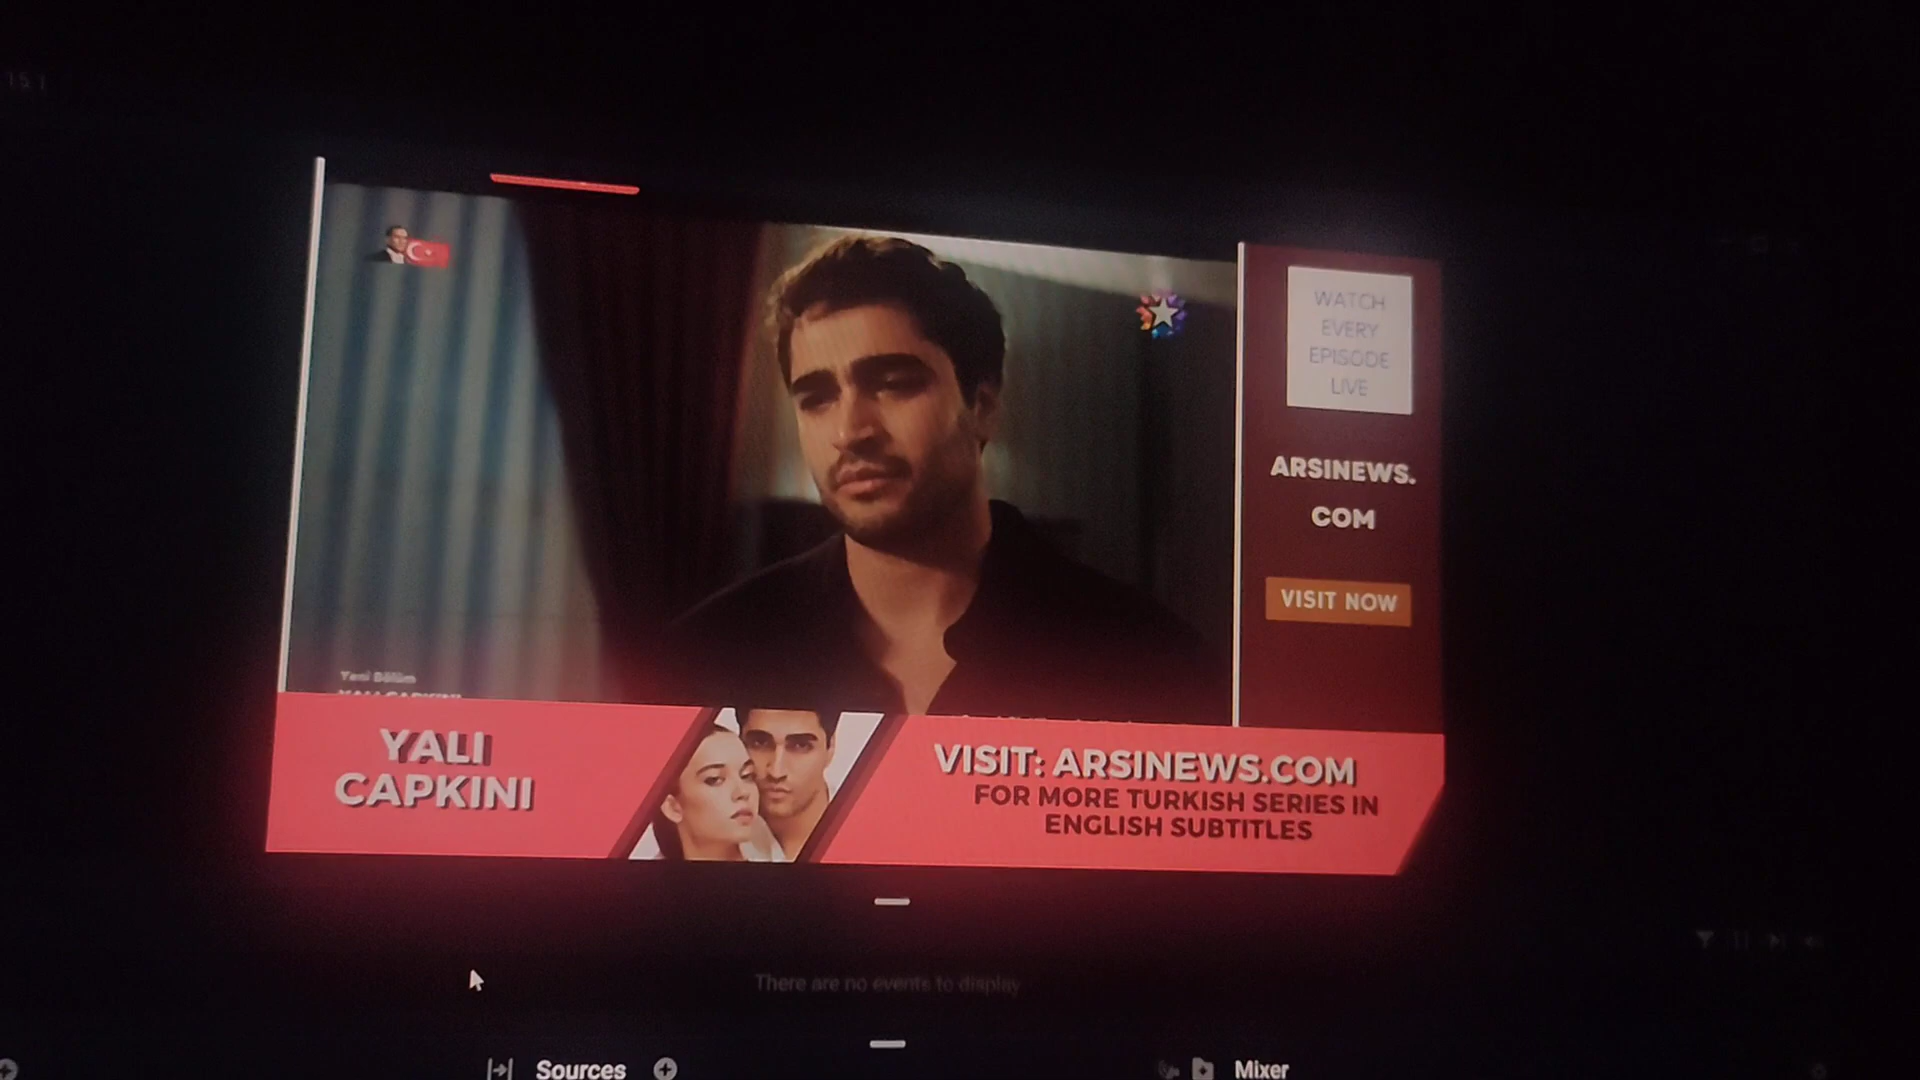 WATCH
EVERY
EPISODE
LIVE
ARSINEWS.
COM
VISIT NOW
Yeni Bölüm
YALI
CAPKINI
VISIT: ARSINEWS.COM
FOR MORE TURKISH SERIES IN
ENGLISH SUBTITLES
There are no events to display
Sources
Mixer